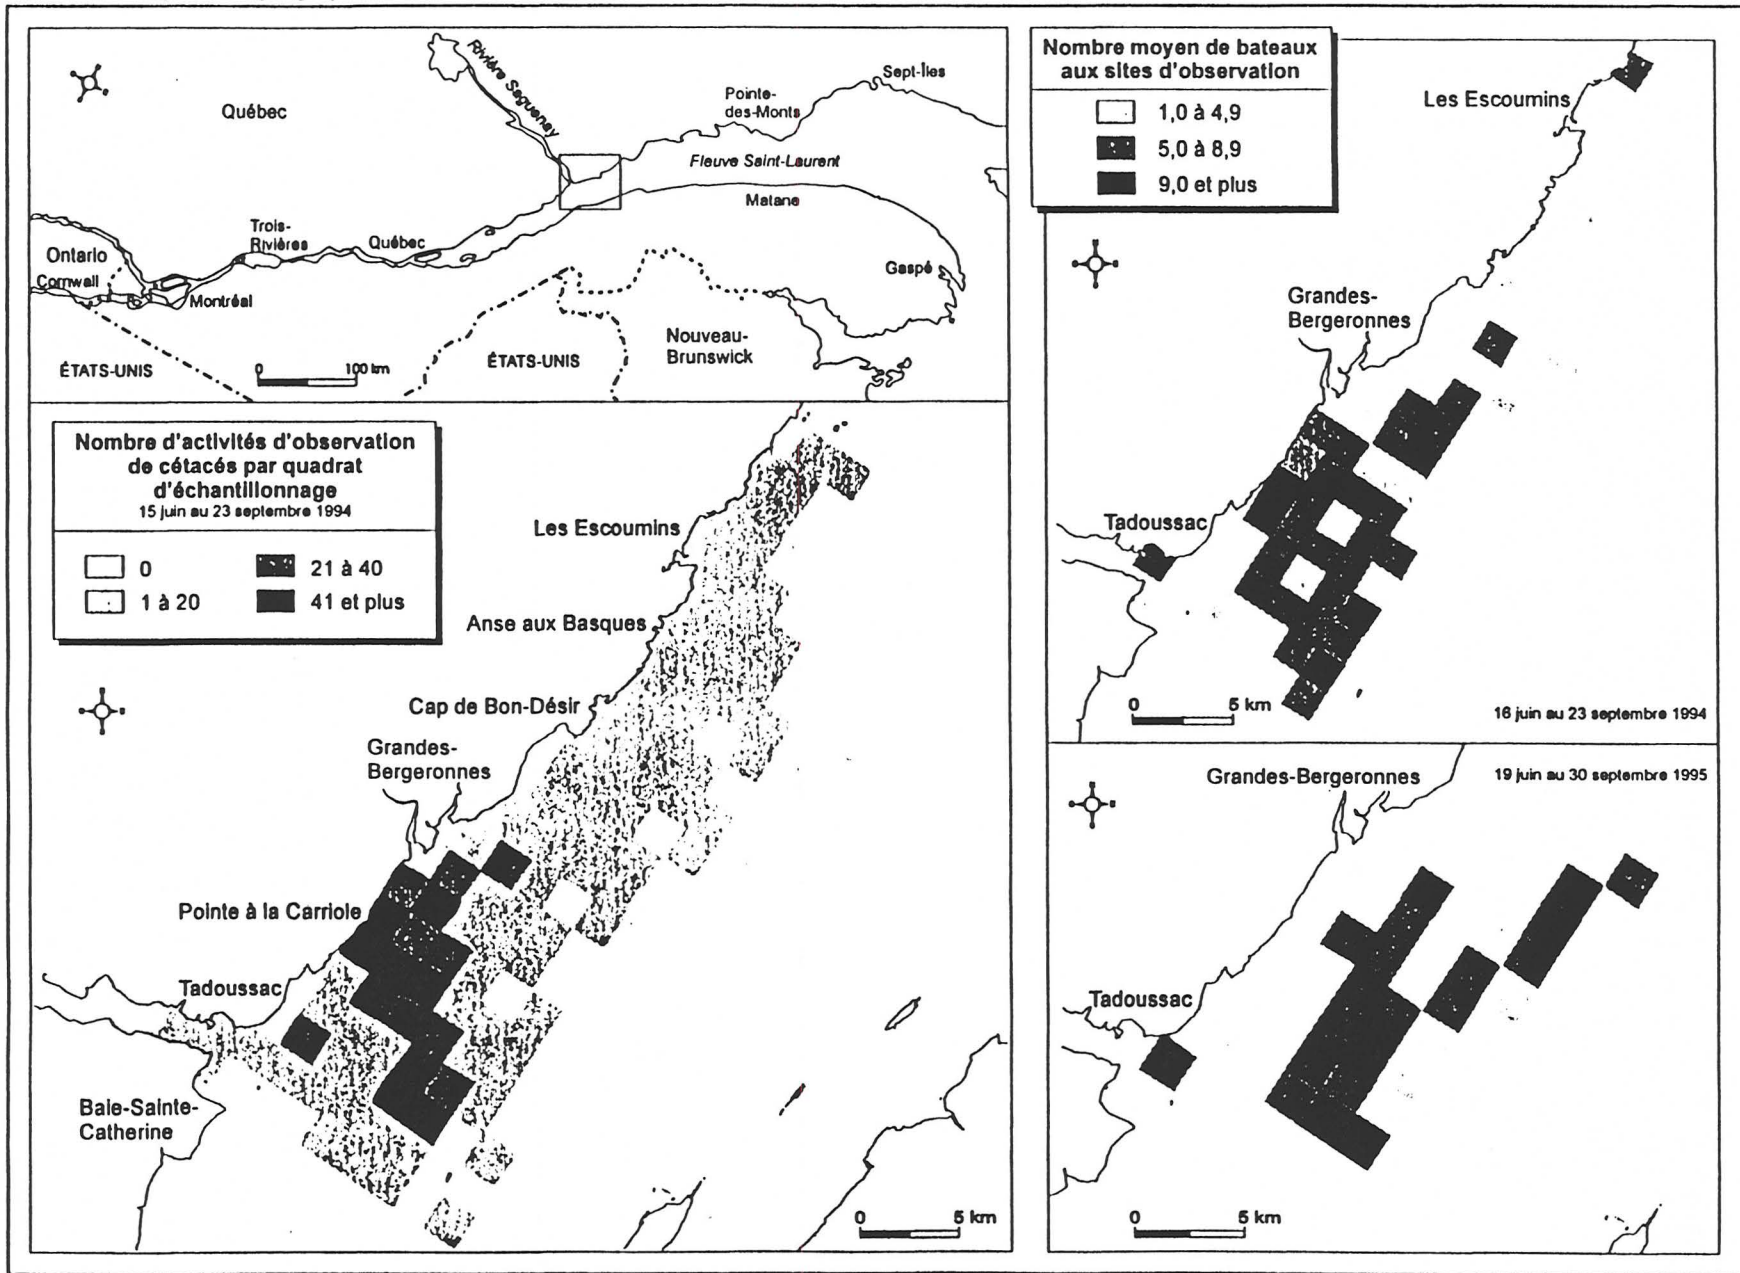 Québec
Rivière Saguenay
Pointe-
des-Monts
Sept-Îles
Fleuve Saint-Laurent
Matane
Trois-
Rivières
Québec
Ontario
Cornwall
Montréal
Gaspé
ÉTATS-UNIS
0 100 km
ÉTATS-UNIS
Nouveau-
Brunswick
Nombre d'activités d'observation
de cétacés par quadrat
d'échantillonnage
15 juin au 23 septembre 1994
0
21 à 40
1 à 20
41 et plus
Les Escoumins
Anse aux Basques
Cap de Bon-Désir
Grandes-
Bergeronnes
Pointe à la Carriole
Tadoussac
Baie-Sainte-
Catherine
0 5 km
Nombre moyen de bateaux
aux sites d'observation
1,0 à 4,9
5,0 à 8,9
9,0 et plus
Les Escoumins
Grandes-
Bergeronnes
Tadoussac
0 5 km
16 juin au 23 septembre 1994
Grandes-Bergeronnes
19 juin au 30 septembre 1995
Tadoussac
0 5 km